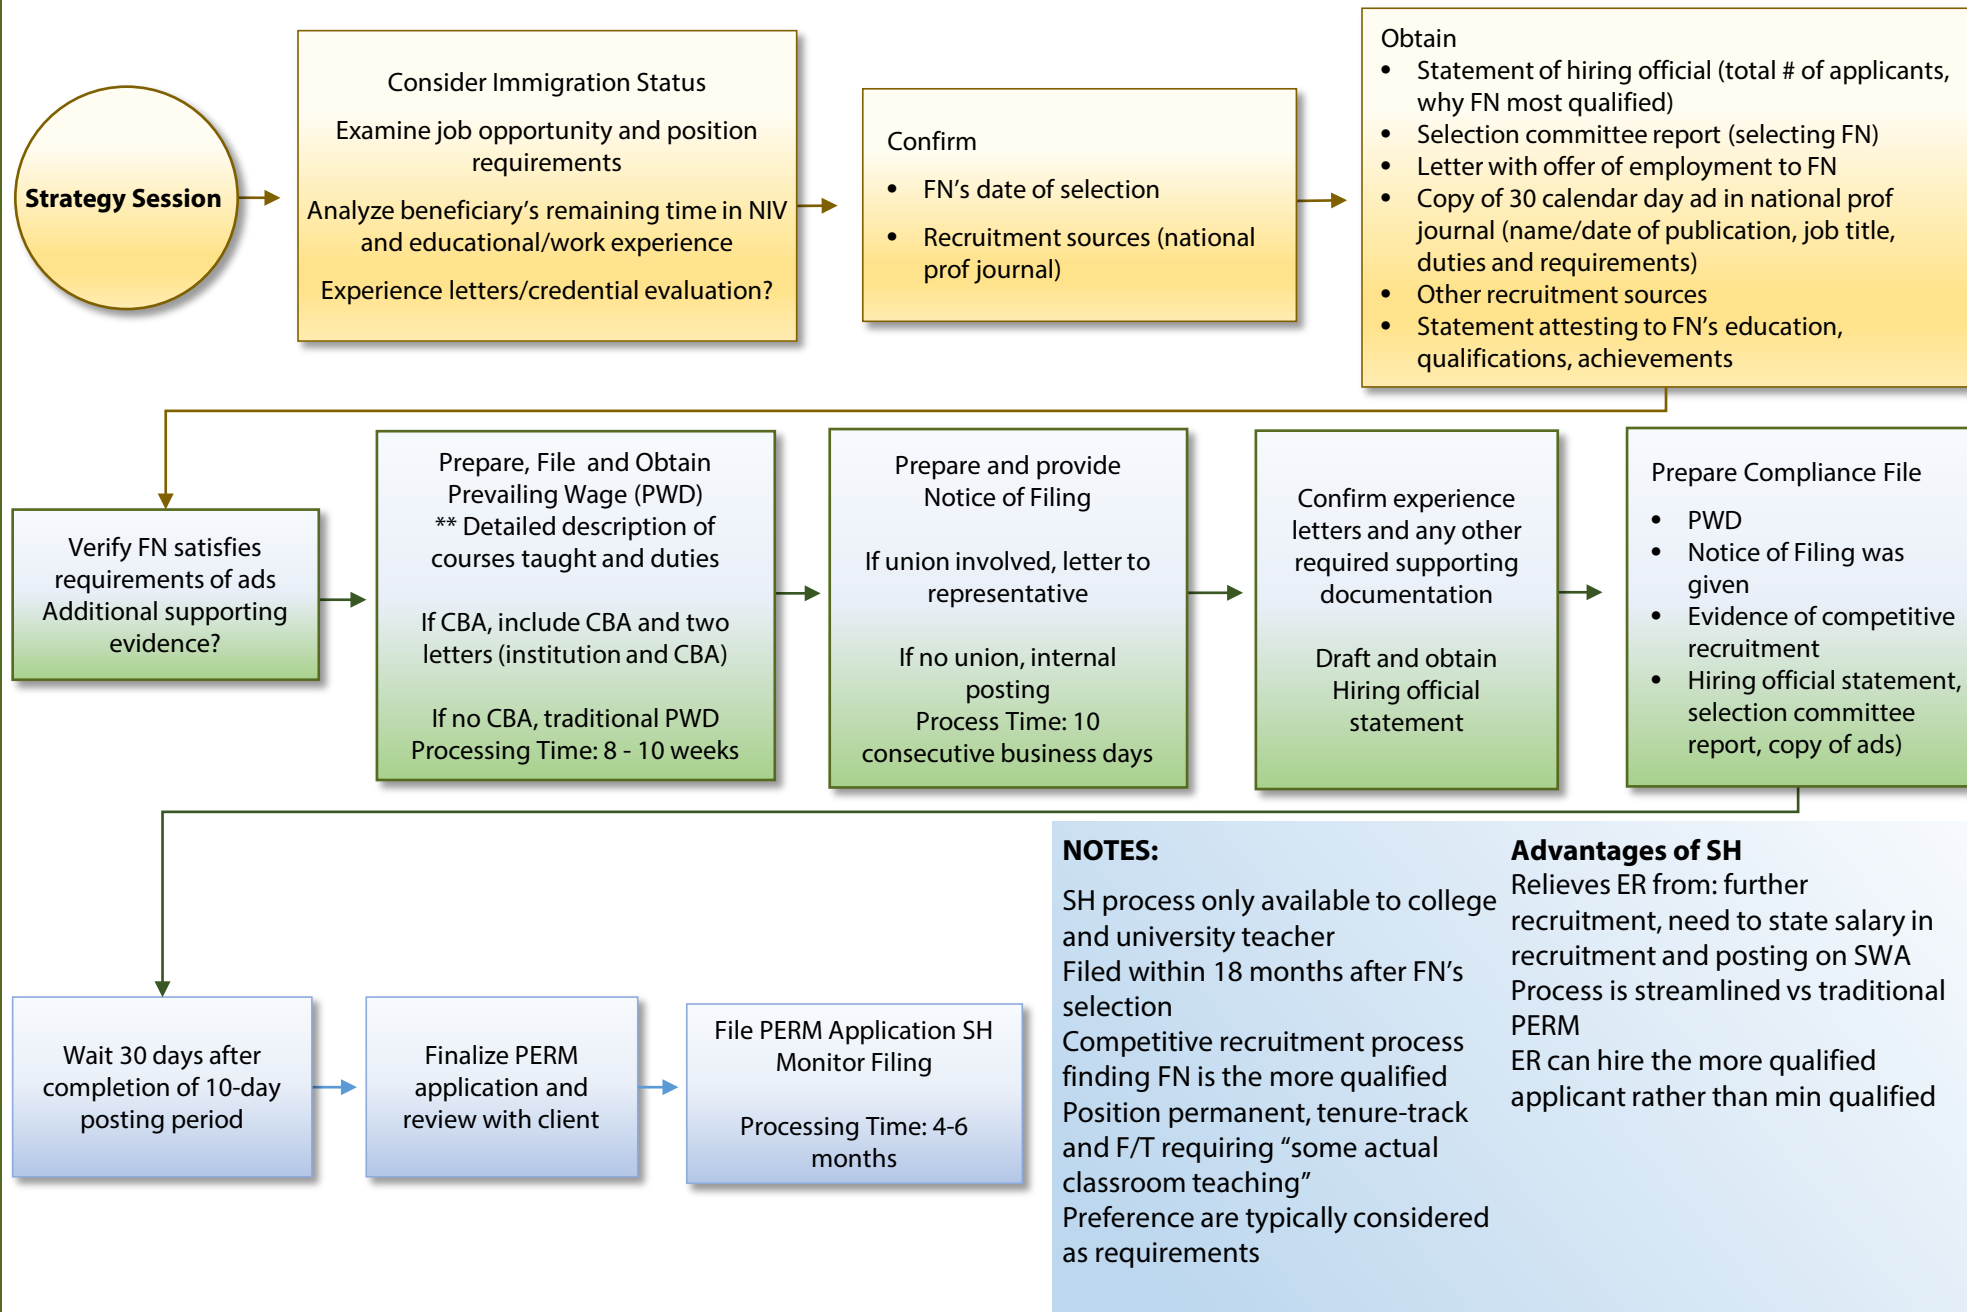 Strategy Session
Consider Immigration Status
Examine job opportunity and position
requirements
Analyze beneficiary's remaining time in NIV
and educational/work experience
Experience letters/credential evaluation?
Confirm
• FN's date of selection
• Recruitment sources (national
prof journal)
Obtain
• Statement of hiring official (total # of applicants,
why FN most qualified)
• Selection committee report (selecting FN)
• Letter with offer of employment to FN
• Copy of 30 calendar day ad in national prof
journal (name/date of publication, job title,
duties and requirements)
• Other recruitment sources
• Statement attesting to FN's education,
qualifications, achievements
Verify FN satisfies
requirements of ads
Additional supporting
evidence?
Prepare, File and Obtain
Prevailing Wage (PWD)
** Detailed description of
courses taught and duties
If CBA, include CBA and two
letters (institution and CBA)
If no CBA, traditional PWD
Processing Time: 8 - 10 weeks
Prepare and provide
Notice of Filing
If union involved, letter to
representative
If no union, internal
posting
Process Time: 10
consecutive business days
Confirm experience
letters and any other
required supporting
documentation
Draft and obtain
Hiring official
statement
Prepare Compliance File
• PWD
• Notice of Filing was
given
• Evidence of competitive
recruitment
• Hiring official statement,
selection committee
report, copy of ads)
Wait 30 days after
completion of 10-day
posting period
Finalize PERM
application and
review with client
File PERM Application SH
Monitor Filing
Processing Time: 4-6
months
NOTES:
SH process only available to college
and university teacher
Filed within 18 months after FN's
selection
Competitive recruitment process
finding FN is the more qualified
Position permanent, tenure-track
and F/T requiring “some actual
classroom teaching”
Preference are typically considered
as requirements
Advantages of SH
Relieves ER from: further
recruitment, need to state salary in
recruitment and posting on SWA
Process is streamlined vs traditional
PERM
ER can hire the more qualified
applicant rather than min qualified